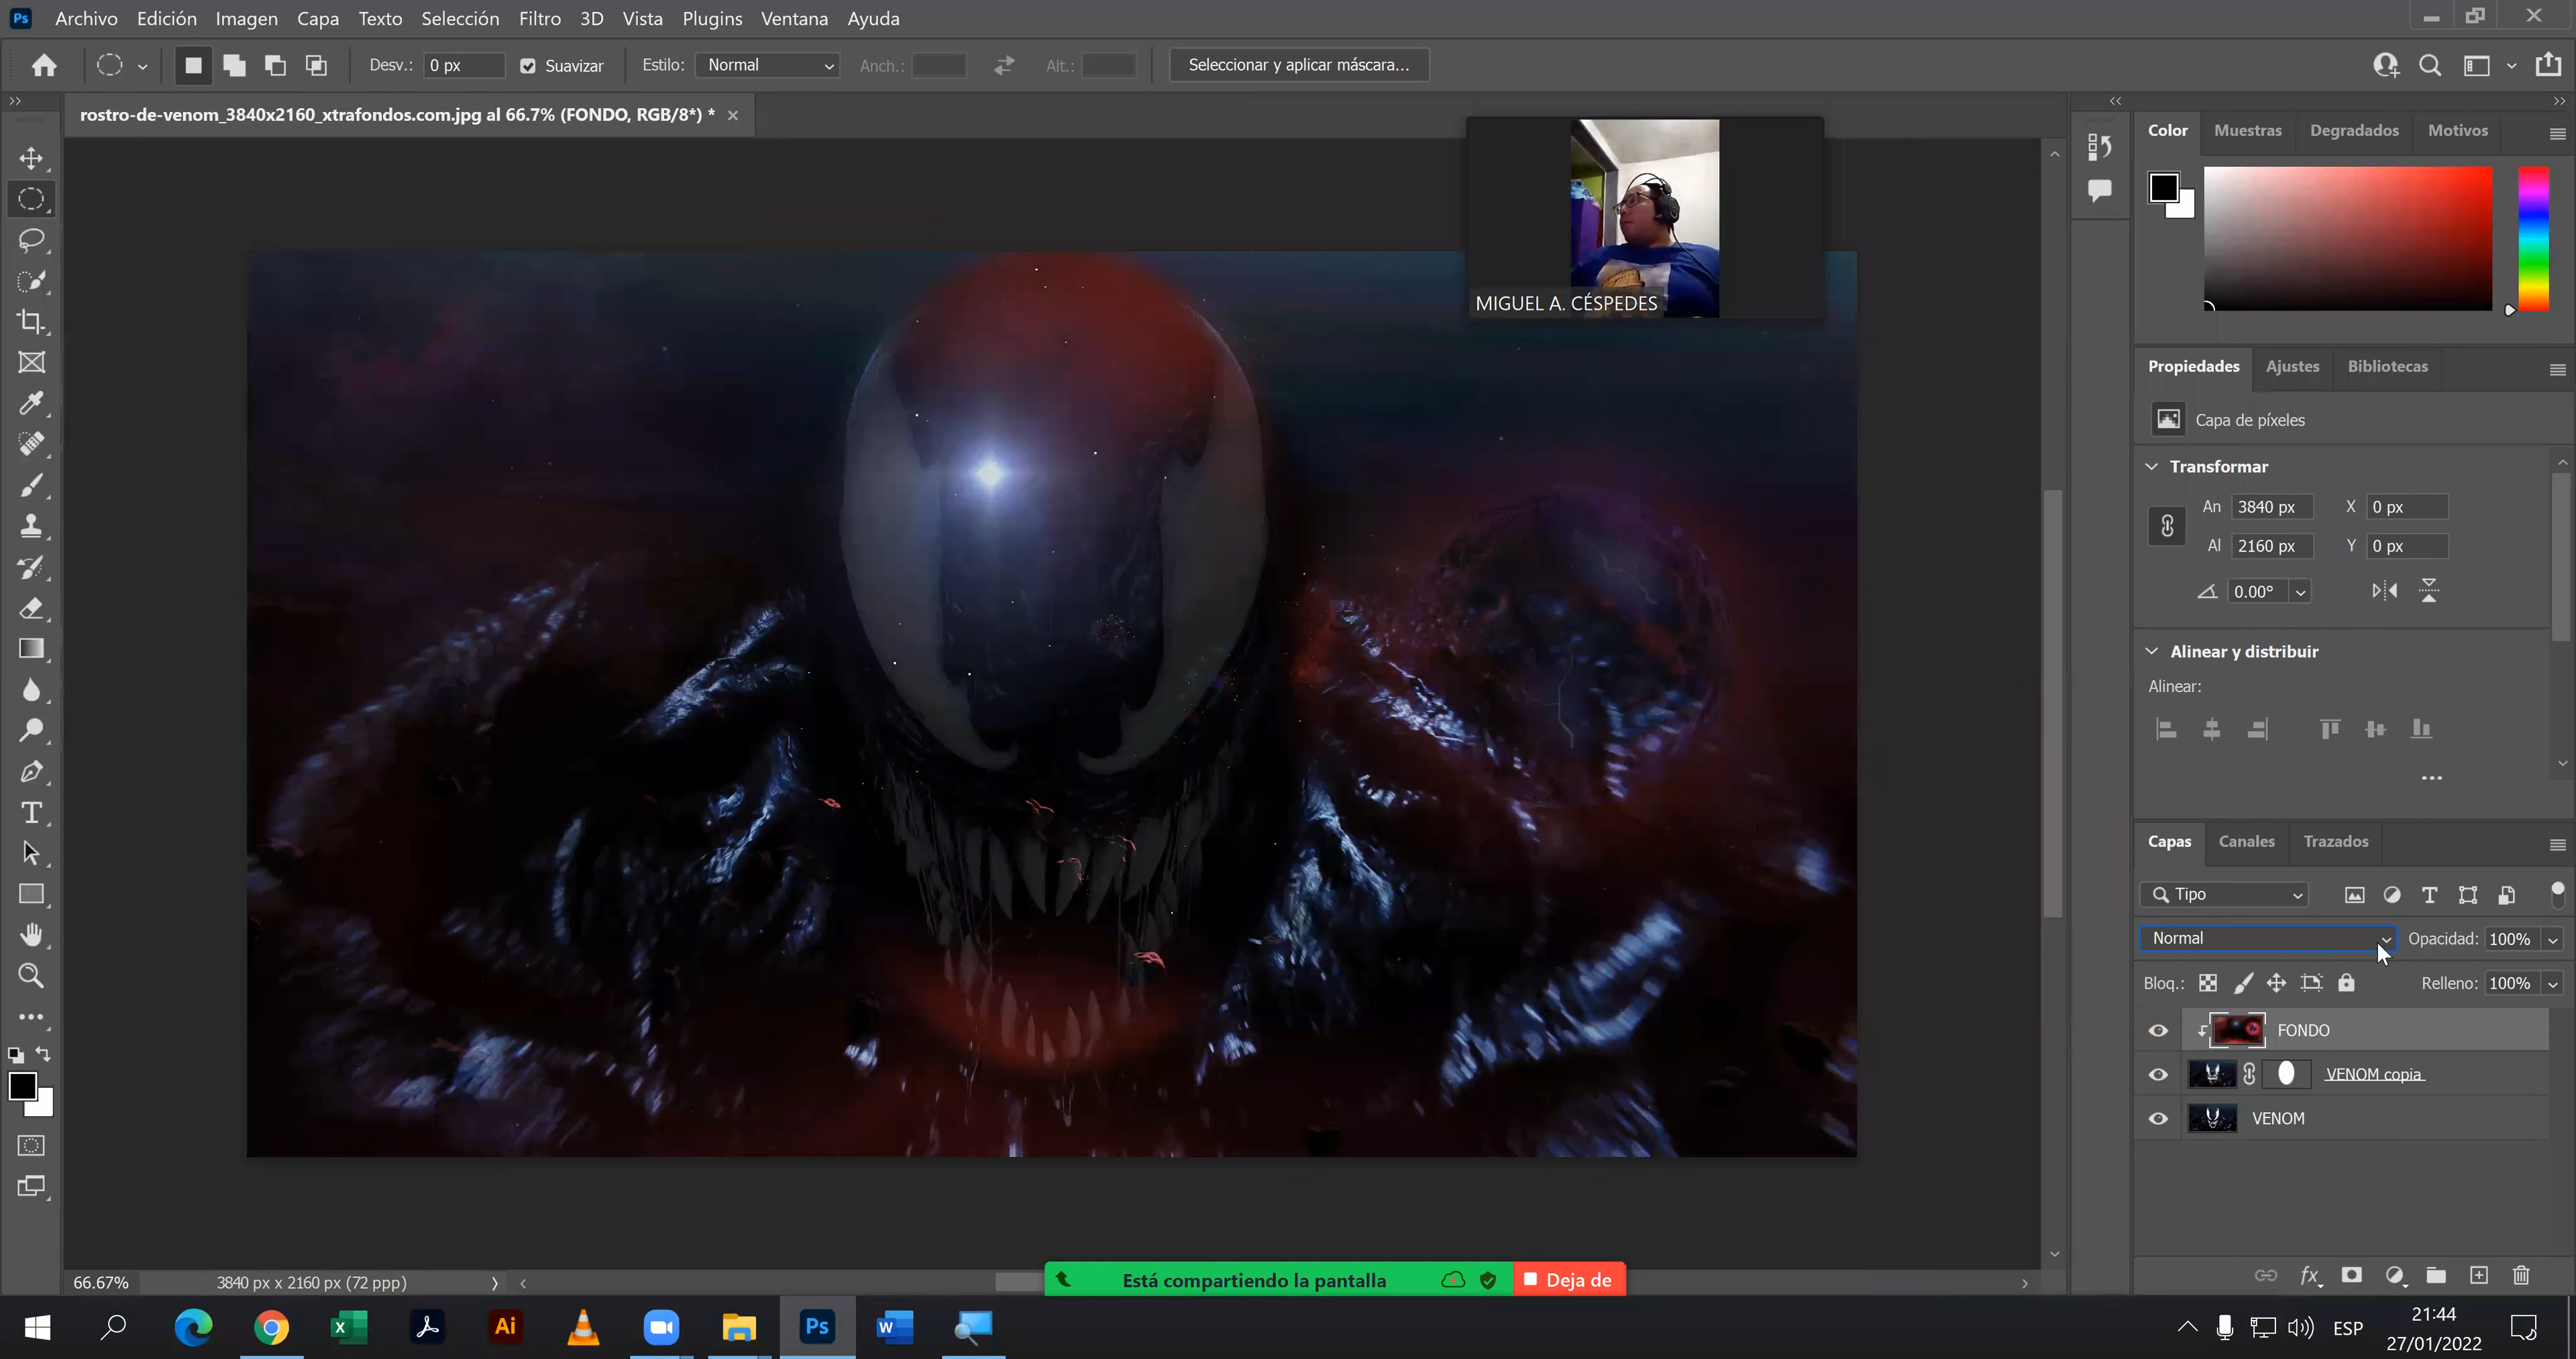 Ps Archivo Edición Imagen Capa Texto Selección Filtro 3D Vista Plugins Ventana Ayuda
Desv.: 0 px Suavizar Estilo: Normal Anch.: Alt.: Seleccionar y aplicar máscara...
rostro-de-venom_3840x2160_xtrafondos.com.jpg al 66.7% (FONDO, RGB/8*) * ×
MIGUEL A. CÉSPEDES
Color Muestras Degradados Motivos
Propiedades Ajustes Bibliotecas
Capa de píxeles
Transformar
An 3840 px X 0 px
Al 2160 px Y 0 px
0.00°
Alinear y distribuir
Alinear:
Capas Canales Trazados
Tipo
Normal Opacidad: 100%
Bloq.: Relleno: 100%
FONDO
VENOM copia
VENOM
fx
66.67% 3840 px x 2160 px (72 ppp)
Está compartiendo la pantalla Deja de
X Ai Ps W
ESP
21:44
27/01/2022